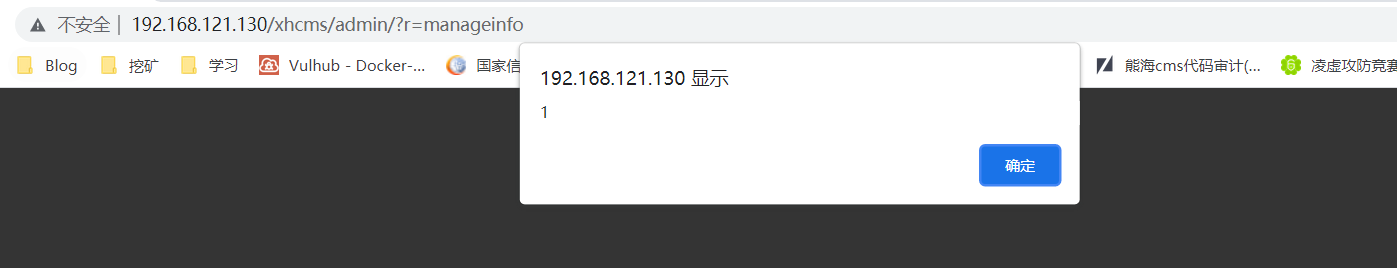 不安全 | 192.168.121.130/xhcms/admin/?r=manageinfo
Blog 挖矿 学习 Vulhub - Docker-... 国家信 熊海cms代码审计(... 凌虚攻防竞赛
192.168.121.130 显示
1
确定